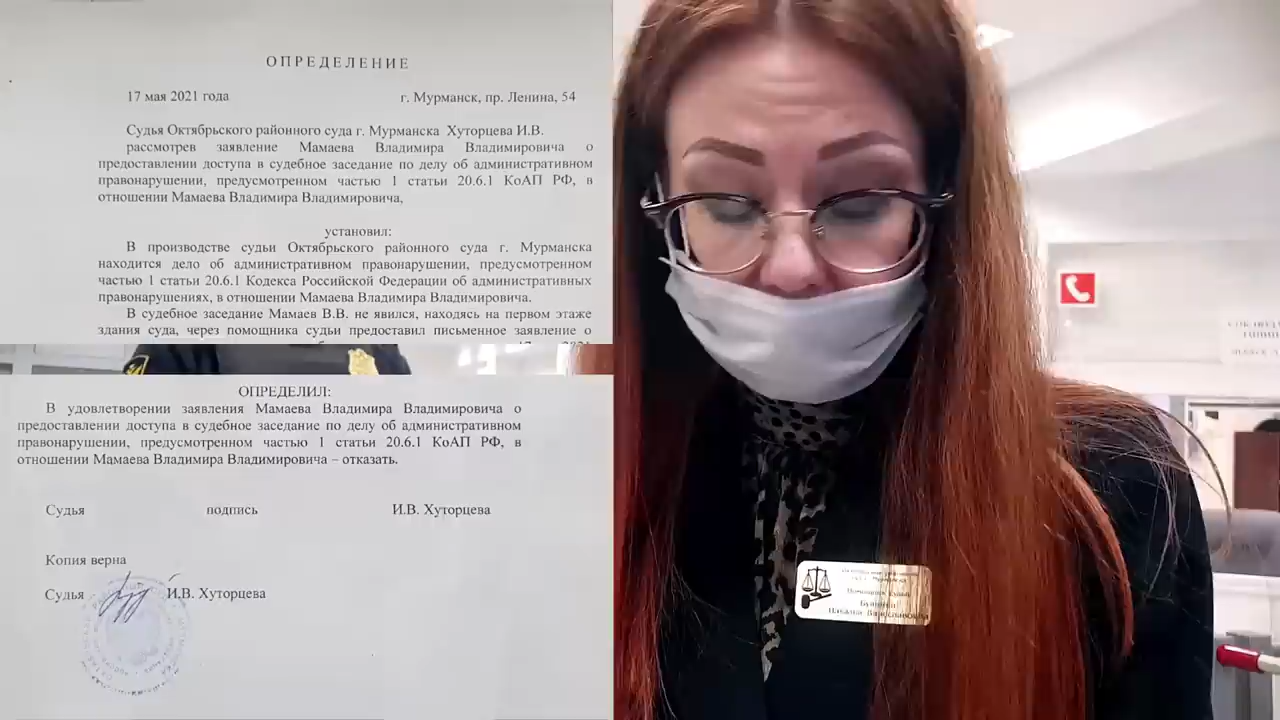 ОПРЕДЕЛЕНИЕ
17 мая 2021 года г. Мурманск, пр. Ленина, 54
Судья Октябрьского районного суда г. Мурманска Хуторцева И.В.
рассмотрев заявление Мамаева Владимира Владимировича о
предоставлении доступа в судебное заседание по делу об административном
правонарушении, предусмотренном частью 1 статьи 20.6.1 КоАП РФ, в
отношении Мамаева Владимира Владимировича,
установил:
В производстве судьи Октябрьского районного суда г. Мурманска
находится дело об административном правонарушении, предусмотренном
частью 1 статьи 20.6.1 Кодекса Российской Федерации об административных
правонарушениях, в отношении Мамаева Владимира Владимировича.
В судебное заседание Мамаев В.В. не явился, находясь на первом этаже
здания суда, через помощника судьи предоставил письменное заявление о
ОПРЕДЕЛИЛ:
В удовлетворении заявления Мамаева Владимира Владимировича о
предоставлении доступа в судебное заседание по делу об административном
правонарушении, предусмотренном частью 1 статьи 20.6.1 КоАП РФ, в
отношении Мамаева Владимира Владимировича – отказать.
Судья подпись И.В. Хуторцева
Копия верна
Судья И.В. Хуторцева
Помощник судьи